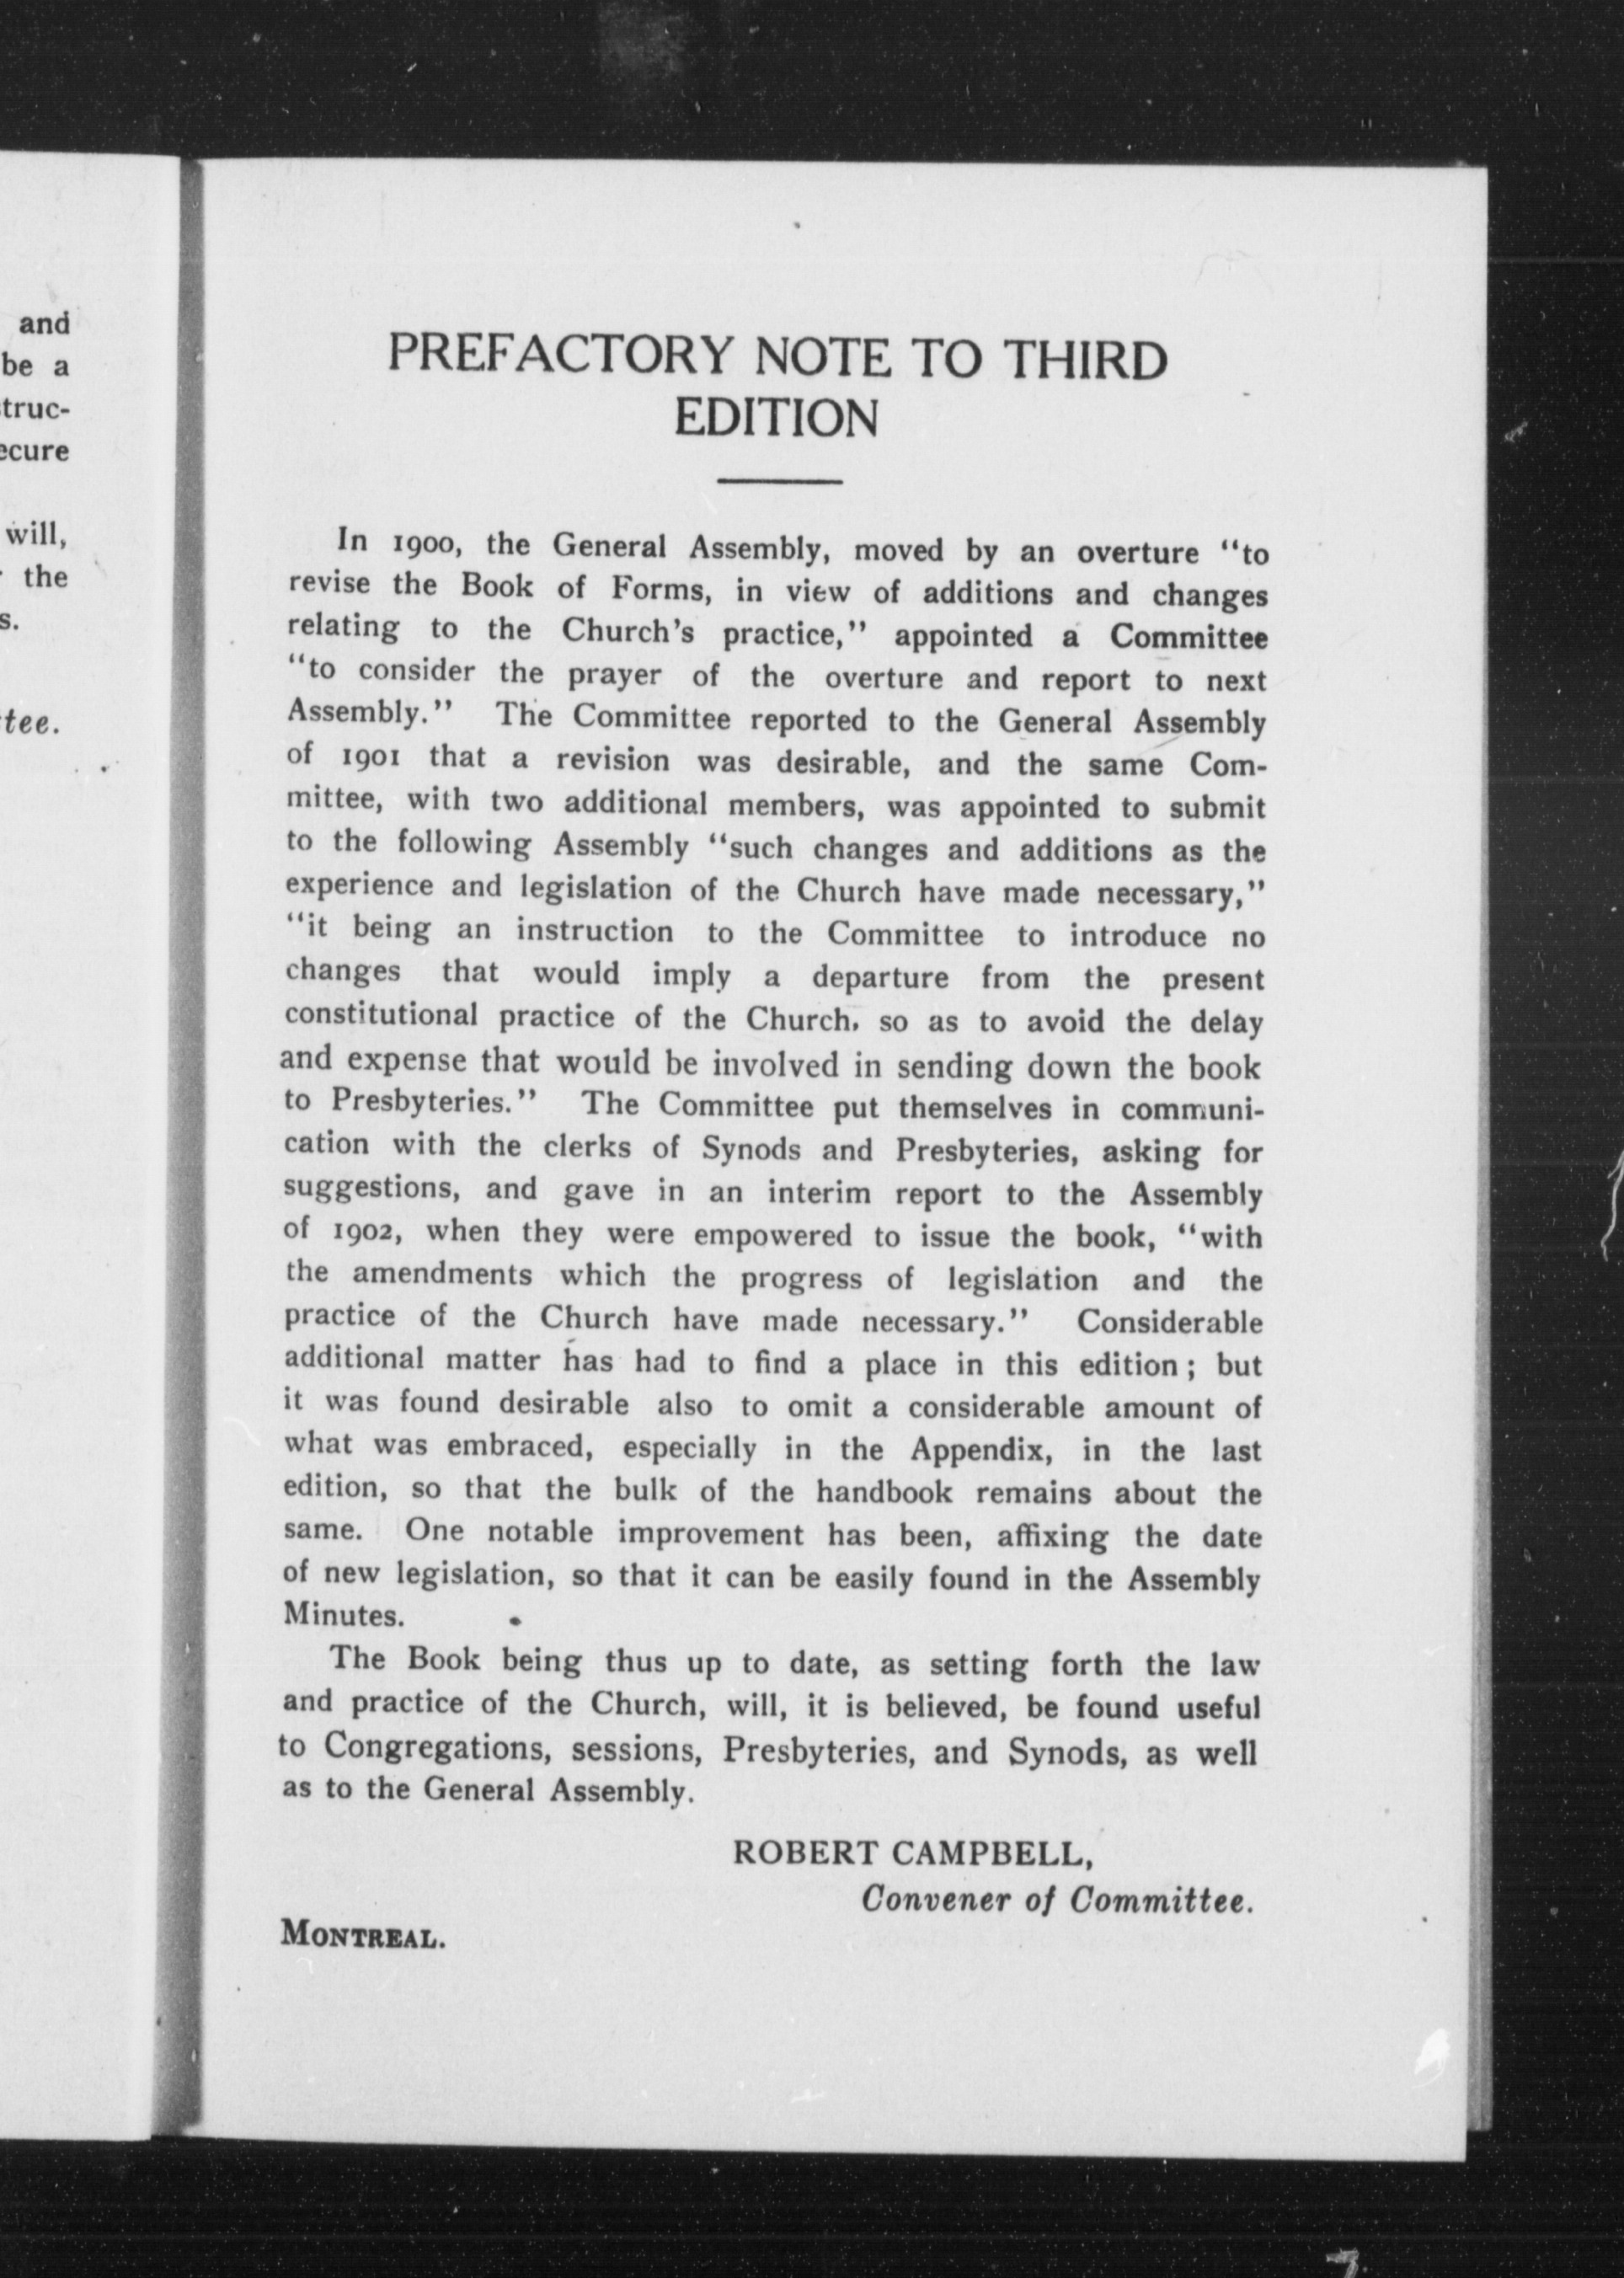 and
be a
truc-
ecure
will,
the
s.
tee.
PREFACTORY NOTE TO THIRD
EDITION
In 1900, the General Assembly, moved by an overture “to
revise the Book of Forms, in view of additions and changes
relating to the Church’s practice,” appointed a Committee
“to consider the prayer of the overture and report to next
Assembly.” The Committee reported to the General Assembly
of 1901 that a revision was desirable, and the same Com-
mittee, with two additional members, was appointed to submit
to the following Assembly “such changes and additions as the
experience and legislation of the Church have made necessary,”
“it being an instruction to the Committee to introduce no
changes that would imply a departure from the present
constitutional practice of the Church, so as to avoid the delay
and expense that would be involved in sending down the book
to Presbyteries.” The Committee put themselves in communi-
cation with the clerks of Synods and Presbyteries, asking for
suggestions, and gave in an interim report to the Assembly
of 1902, when they were empowered to issue the book, “with
the amendments which the progress of legislation and the
practice of the Church have made necessary.” Considerable
additional matter has had to find a place in this edition; but
it was found desirable also to omit a considerable amount of
what was embraced, especially in the Appendix, in the last
edition, so that the bulk of the handbook remains about the
same. One notable improvement has been, affixing the date
of new legislation, so that it can be easily found in the Assembly
Minutes.
The Book being thus up to date, as setting forth the law
and practice of the Church, will, it is believed, be found useful
to Congregations, sessions, Presbyteries, and Synods, as well
as to the General Assembly.
ROBERT CAMPBELL,
Convener of Committee.
MONTREAL.